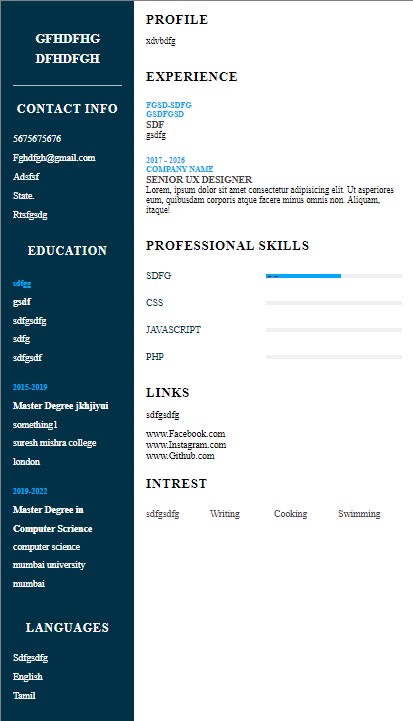 GFHDFHG
DFHDFGH
CONTACT INFO
5675675676
Fghdfgh@gmail.com
Adsfsf
State.
Rtsfgsdg
EDUCATION
sdfgg
gsdf
sdfgsdfg
sdfg
sdfgsdf
2015-2019
Master Degree jkhjiyui
something1
suresh mishra college
london
2019-2022
Master Degree in
Computer Scrience
computer science
mumbai university
mumbai
LANGUAGES
Sdfgsdfg
English
Tamil
PROFILE
xdvbdfg
EXPERIENCE
FGSD-SDFG
GSDFGSD
SDF
gsdfg
2017 - 2026
COMPANY NAME
SENIOR UX DESIGNER
Lorem, ipsum dolor sit amet consectetur adipisicing elit. Ut asperiores
eum, quibusdam corporis atque facere minus omnis non. Aliquam,
itaque!
PROFESSIONAL SKILLS
SDFG
CSS
JAVASCRIPT
PHP
LINKS
sdfgsdfg
www.Facebook.com
www.Instagram.com
www.Github.com
INTREST
sdfgsdfg Writing Cooking Swimming